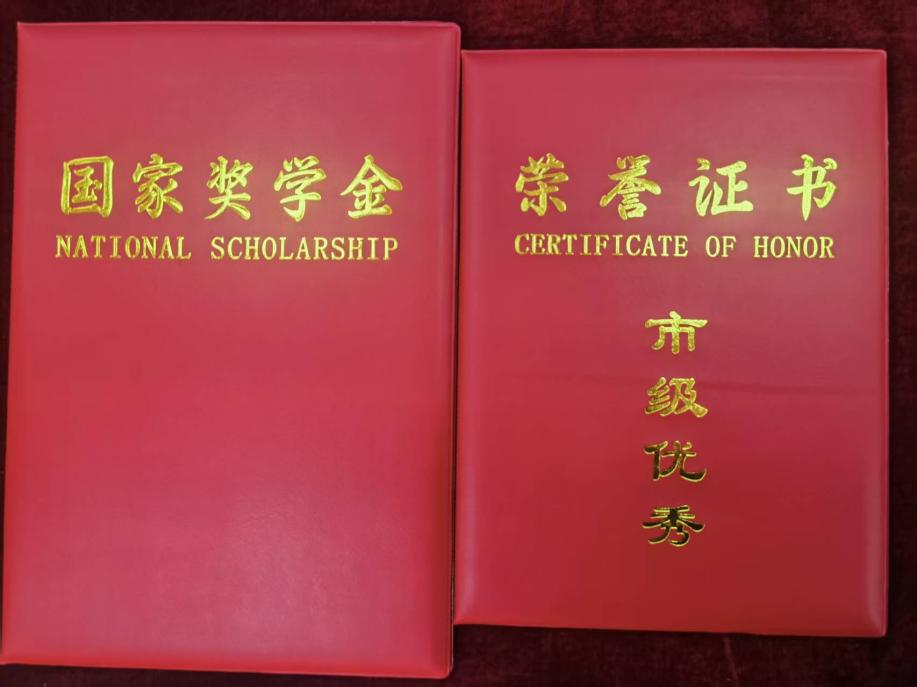 国家奖学金
NATIONAL SCHOLARSHIP
荣誉证书
CERTIFICATE OF HONOR
市级优秀